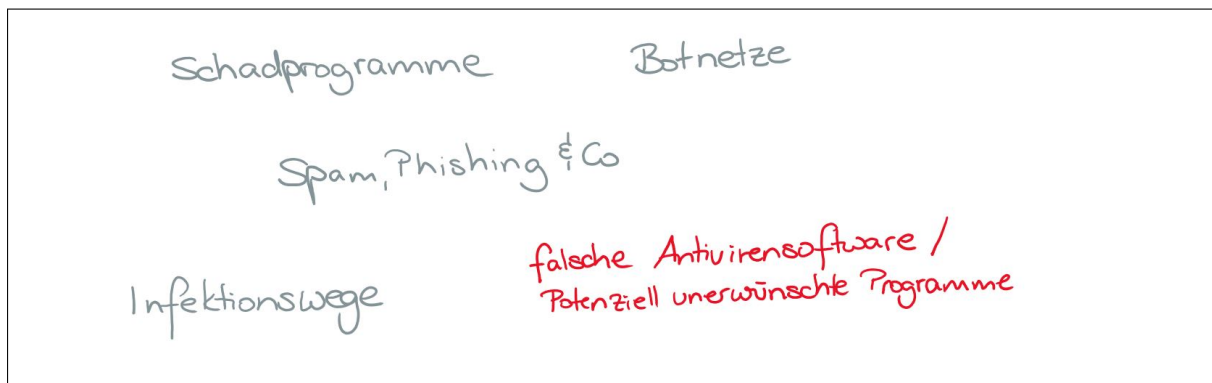 Schadprogramme
Botnetze
Spam, Phishing & Co
falsche Antivirensoftware /
Potenziell unerwünschte Programme
Infektionswege